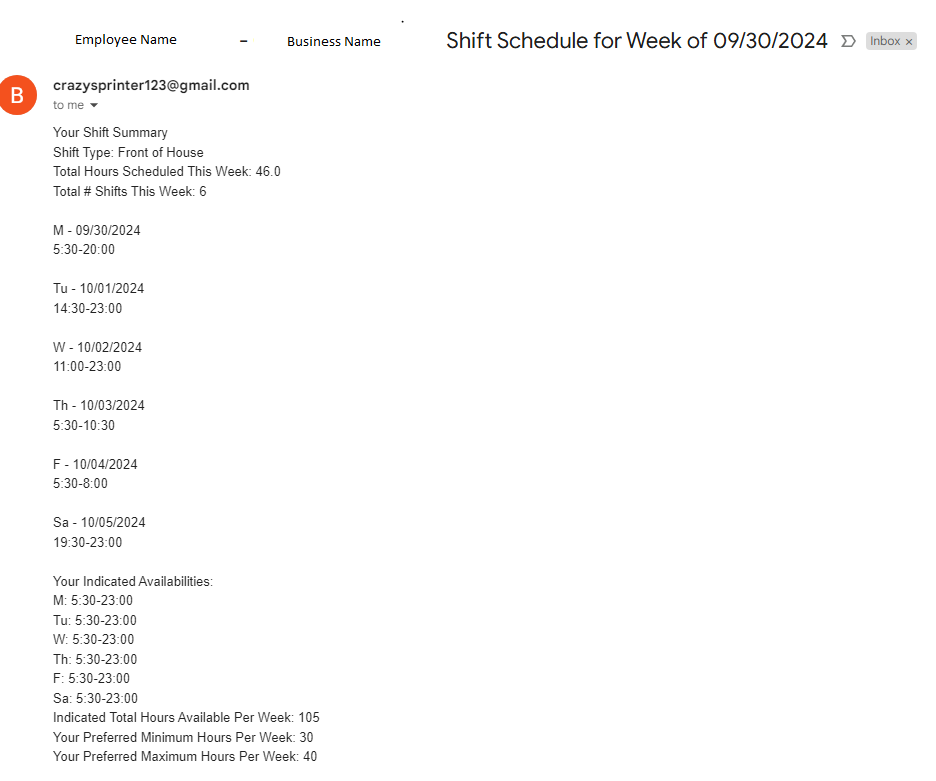 Employee Name - Business Name Shift Schedule for Week of 09/30/2024 Inbox ×
B
crazysprinter123@gmail.com
to me
Your Shift Summary
Shift Type: Front of House
Total Hours Scheduled This Week: 46.0
Total # Shifts This Week: 6
M - 09/30/2024
5:30-20:00
Tu - 10/01/2024
14:30-23:00
W - 10/02/2024
11:00-23:00
Th - 10/03/2024
5:30-10:30
F - 10/04/2024
5:30-8:00
Sa - 10/05/2024
19:30-23:00
Your Indicated Availabilities:
M: 5:30-23:00
Tu: 5:30-23:00
W: 5:30-23:00
Th: 5:30-23:00
F: 5:30-23:00
Sa: 5:30-23:00
Indicated Total Hours Available Per Week: 105
Your Preferred Minimum Hours Per Week: 30
Your Preferred Maximum Hours Per Week: 40